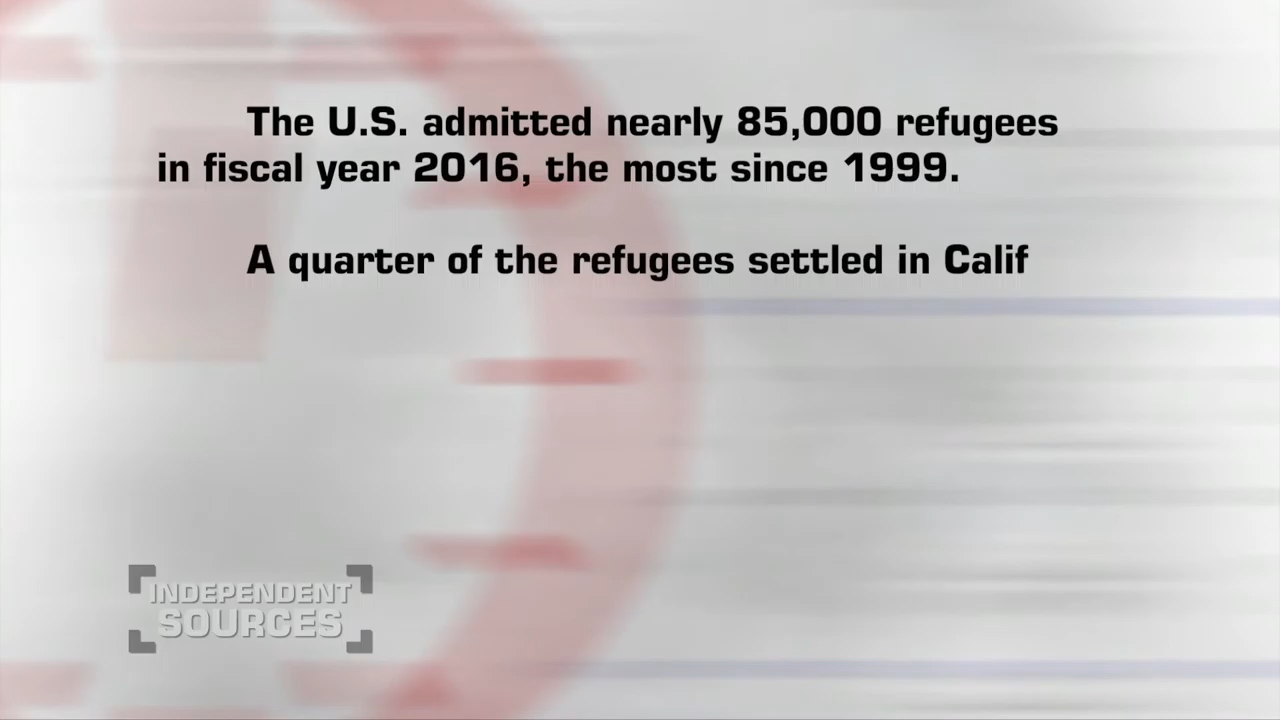 The U.S. admitted nearly 85,000 refugees
in fiscal year 2016, the most since 1999.
A quarter of the refugees settled in Calif
INDEPENDENT
SOURCES